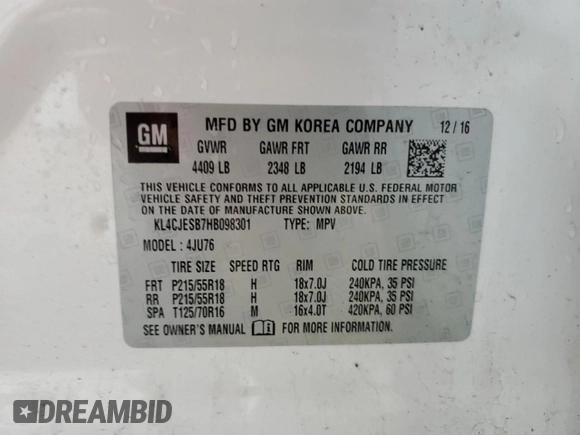 GM
MFD BY GM KOREA COMPANY 12/16
GVWR GAWR FRT GAWR RR
4409 LB 2348 LB 2194 LB
THIS VEHICLE CONFORMS TO ALL APPLICABLE U.S. FEDERAL MOTOR
VEHICLE SAFETY AND THEFT PREVENTION STANDARDS IN EFFECT ON
THE DATE OF MANUFACTURE SHOWN ABOVE.
KL4CJESB7HB098301 TYPE: MPV
MODEL: 4JU76
TIRE SIZE SPEED RTG RIM COLD TIRE PRESSURE
FRT P215/55R18 H 18x7.0J 240KPA, 35 PSI
RR P215/55R18 H 18x7.0J 240KPA, 35 PSI
SPA T125/70R16 M 16x4.0T 420KPA, 60 PSI
SEE OWNER'S MANUAL FOR MORE INFORMATION.
DREAMBID